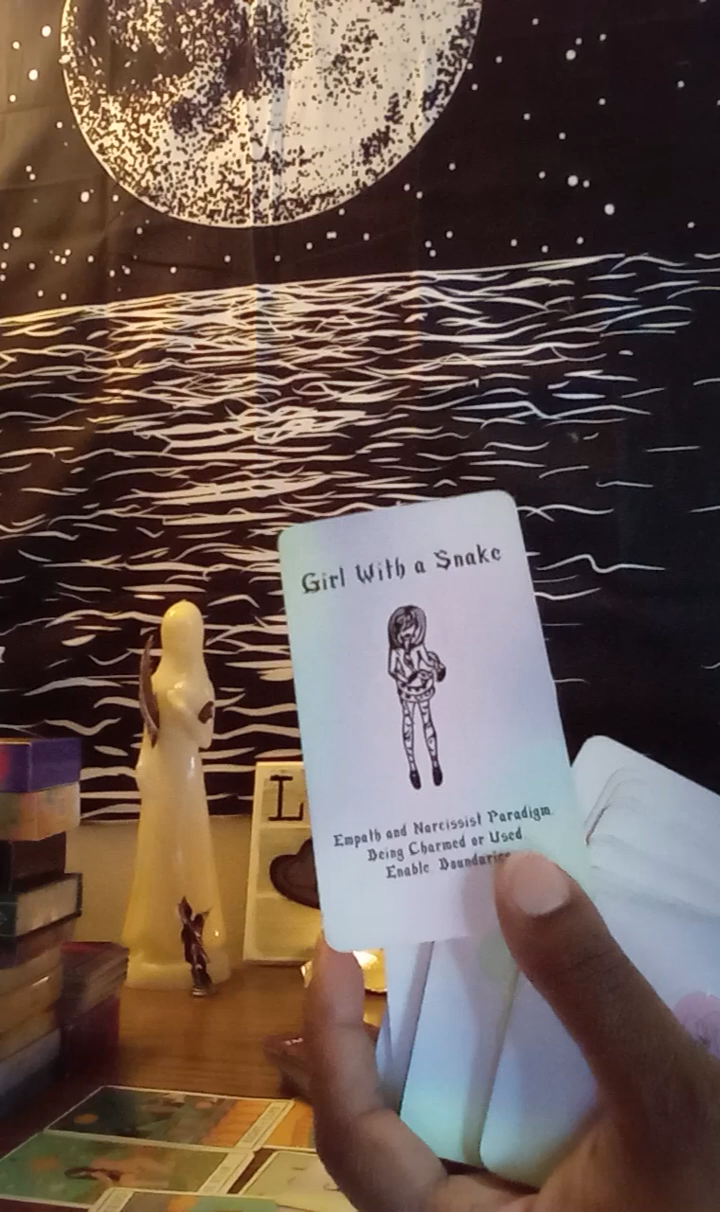 Girl With a Snake
Empath and Narcissist Paradigm
Being Charmed or Used
Enable Boundaries
L